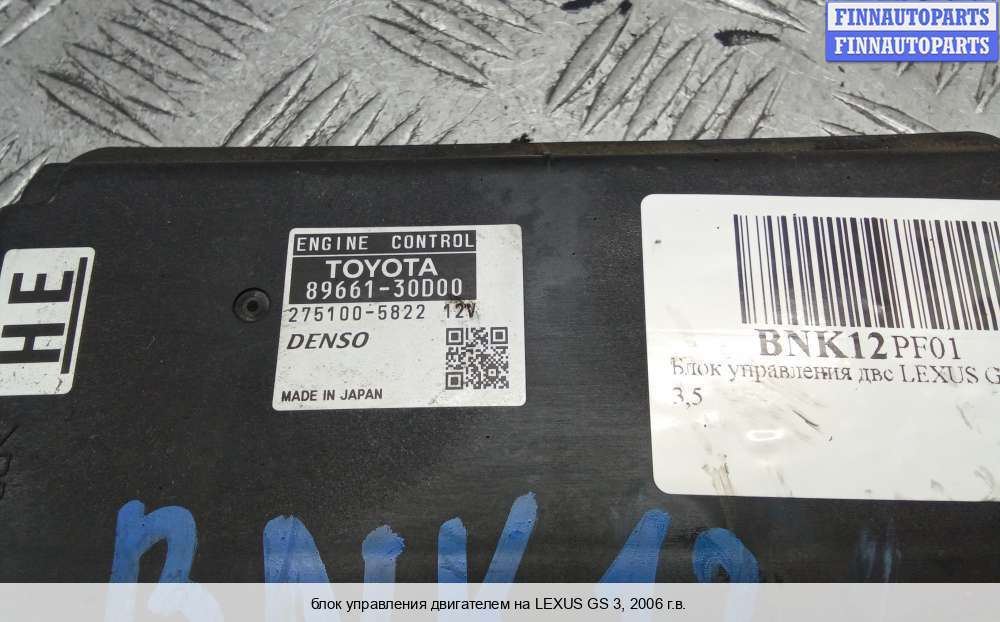 FINNAUTOPARTS
FINNAUTOPARTS
HE
ENGINE CONTROL
TOYOTA
89661-30D00
275100-5822 12V
DENSO
MADE IN JAPAN
BNK12PF01
Блок управления двс LEXUS G
3,5
BNK12
блок управления двигателем на LEXUS GS 3, 2006 г.в.